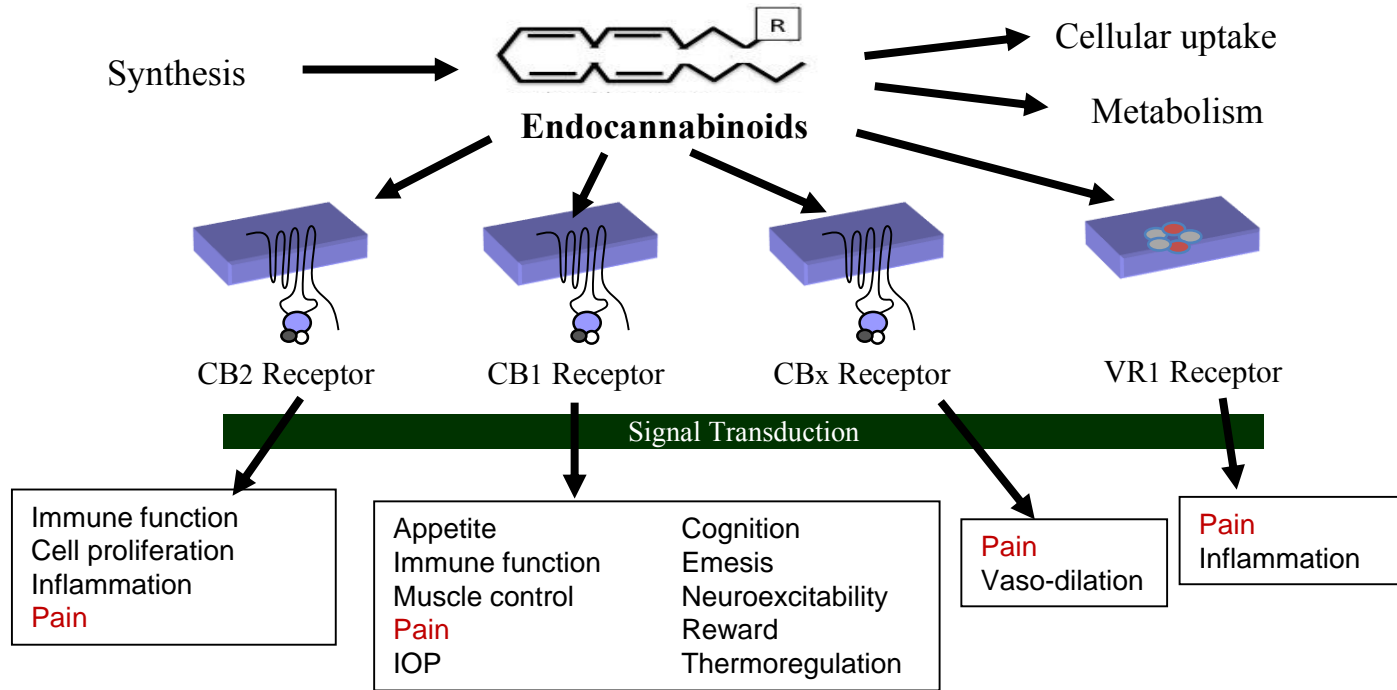 R
Synthesis
Cellular uptake
Metabolism
Endocannabinoids
CB2 Receptor
CB1 Receptor
CBx Receptor
VR1 Receptor
Signal Transduction
Immune function
Cell proliferation
Inflammation
Pain
Appetite
Immune function
Muscle control
Pain
IOP
Cognition
Emesis
Neuroexcitability
Reward
Thermoregulation
Pain
Vaso-dilation
Pain
Inflammation